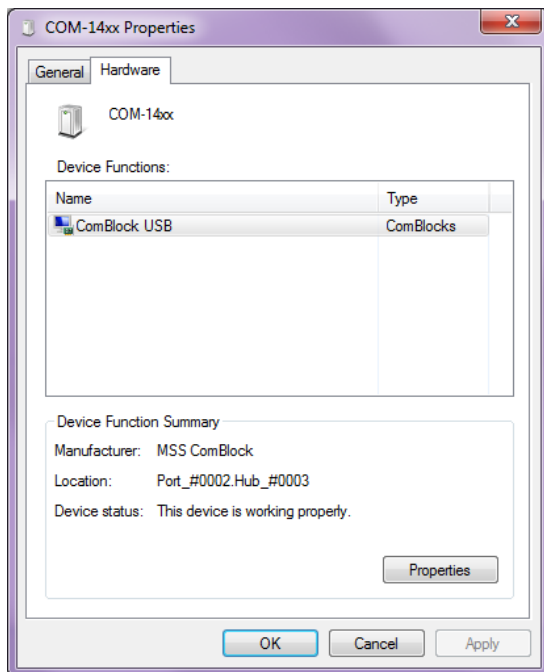 COM-14xx Properties
General Hardware
COM-14xx
Device Functions:
Name Type
ComBlock USB ComBlocks
Device Function Summary
Manufacturer: MSS ComBlock
Location: Port_#0002.Hub_#0003
Device status: This device is working properly.
Properties
OK Cancel Apply